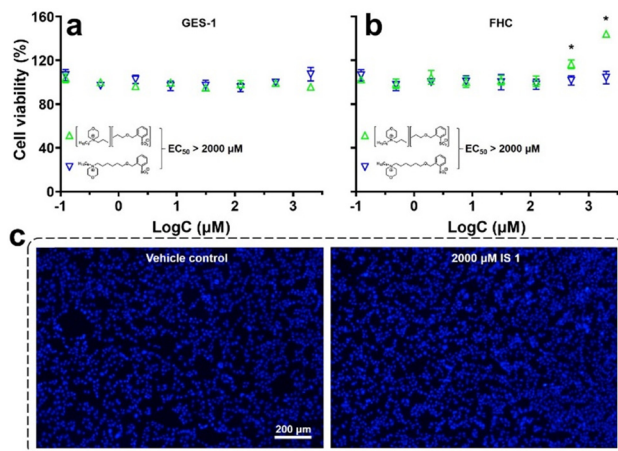 a
GES-1
160
120
80
40
0
Cell viability (%)
EC50 > 2000 μM
-1 0 1 2 3
LogC (μM)
b
FHC
*
*
EC50 > 2000 μM
-1 0 1 2 3
LogC (μM)
c
Vehicle control
200 μm
2000 μM IS 1